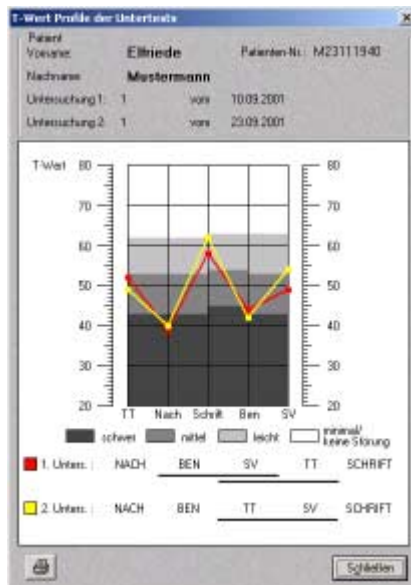 T-Wert Profile der Untertests
Patient
Vorname: Elfriede Patienten-Nr.: M23111940
Nachname Mustermann
Untersuchung 1: 1 vom 10.09.2001
Untersuchung 2: 1 vom 23.09.2001
T-Wert 80 80
70 70
60 60
50 50
40 40
30 30
20 20
TT Nach Schrift Ben SV
schwer mittel leicht minimal/
keine Störung
1. Unters.: NACH BEN SV TT SCHRIFT
2. Unters.: NACH BEN TT SV SCHRIFT
Schließen